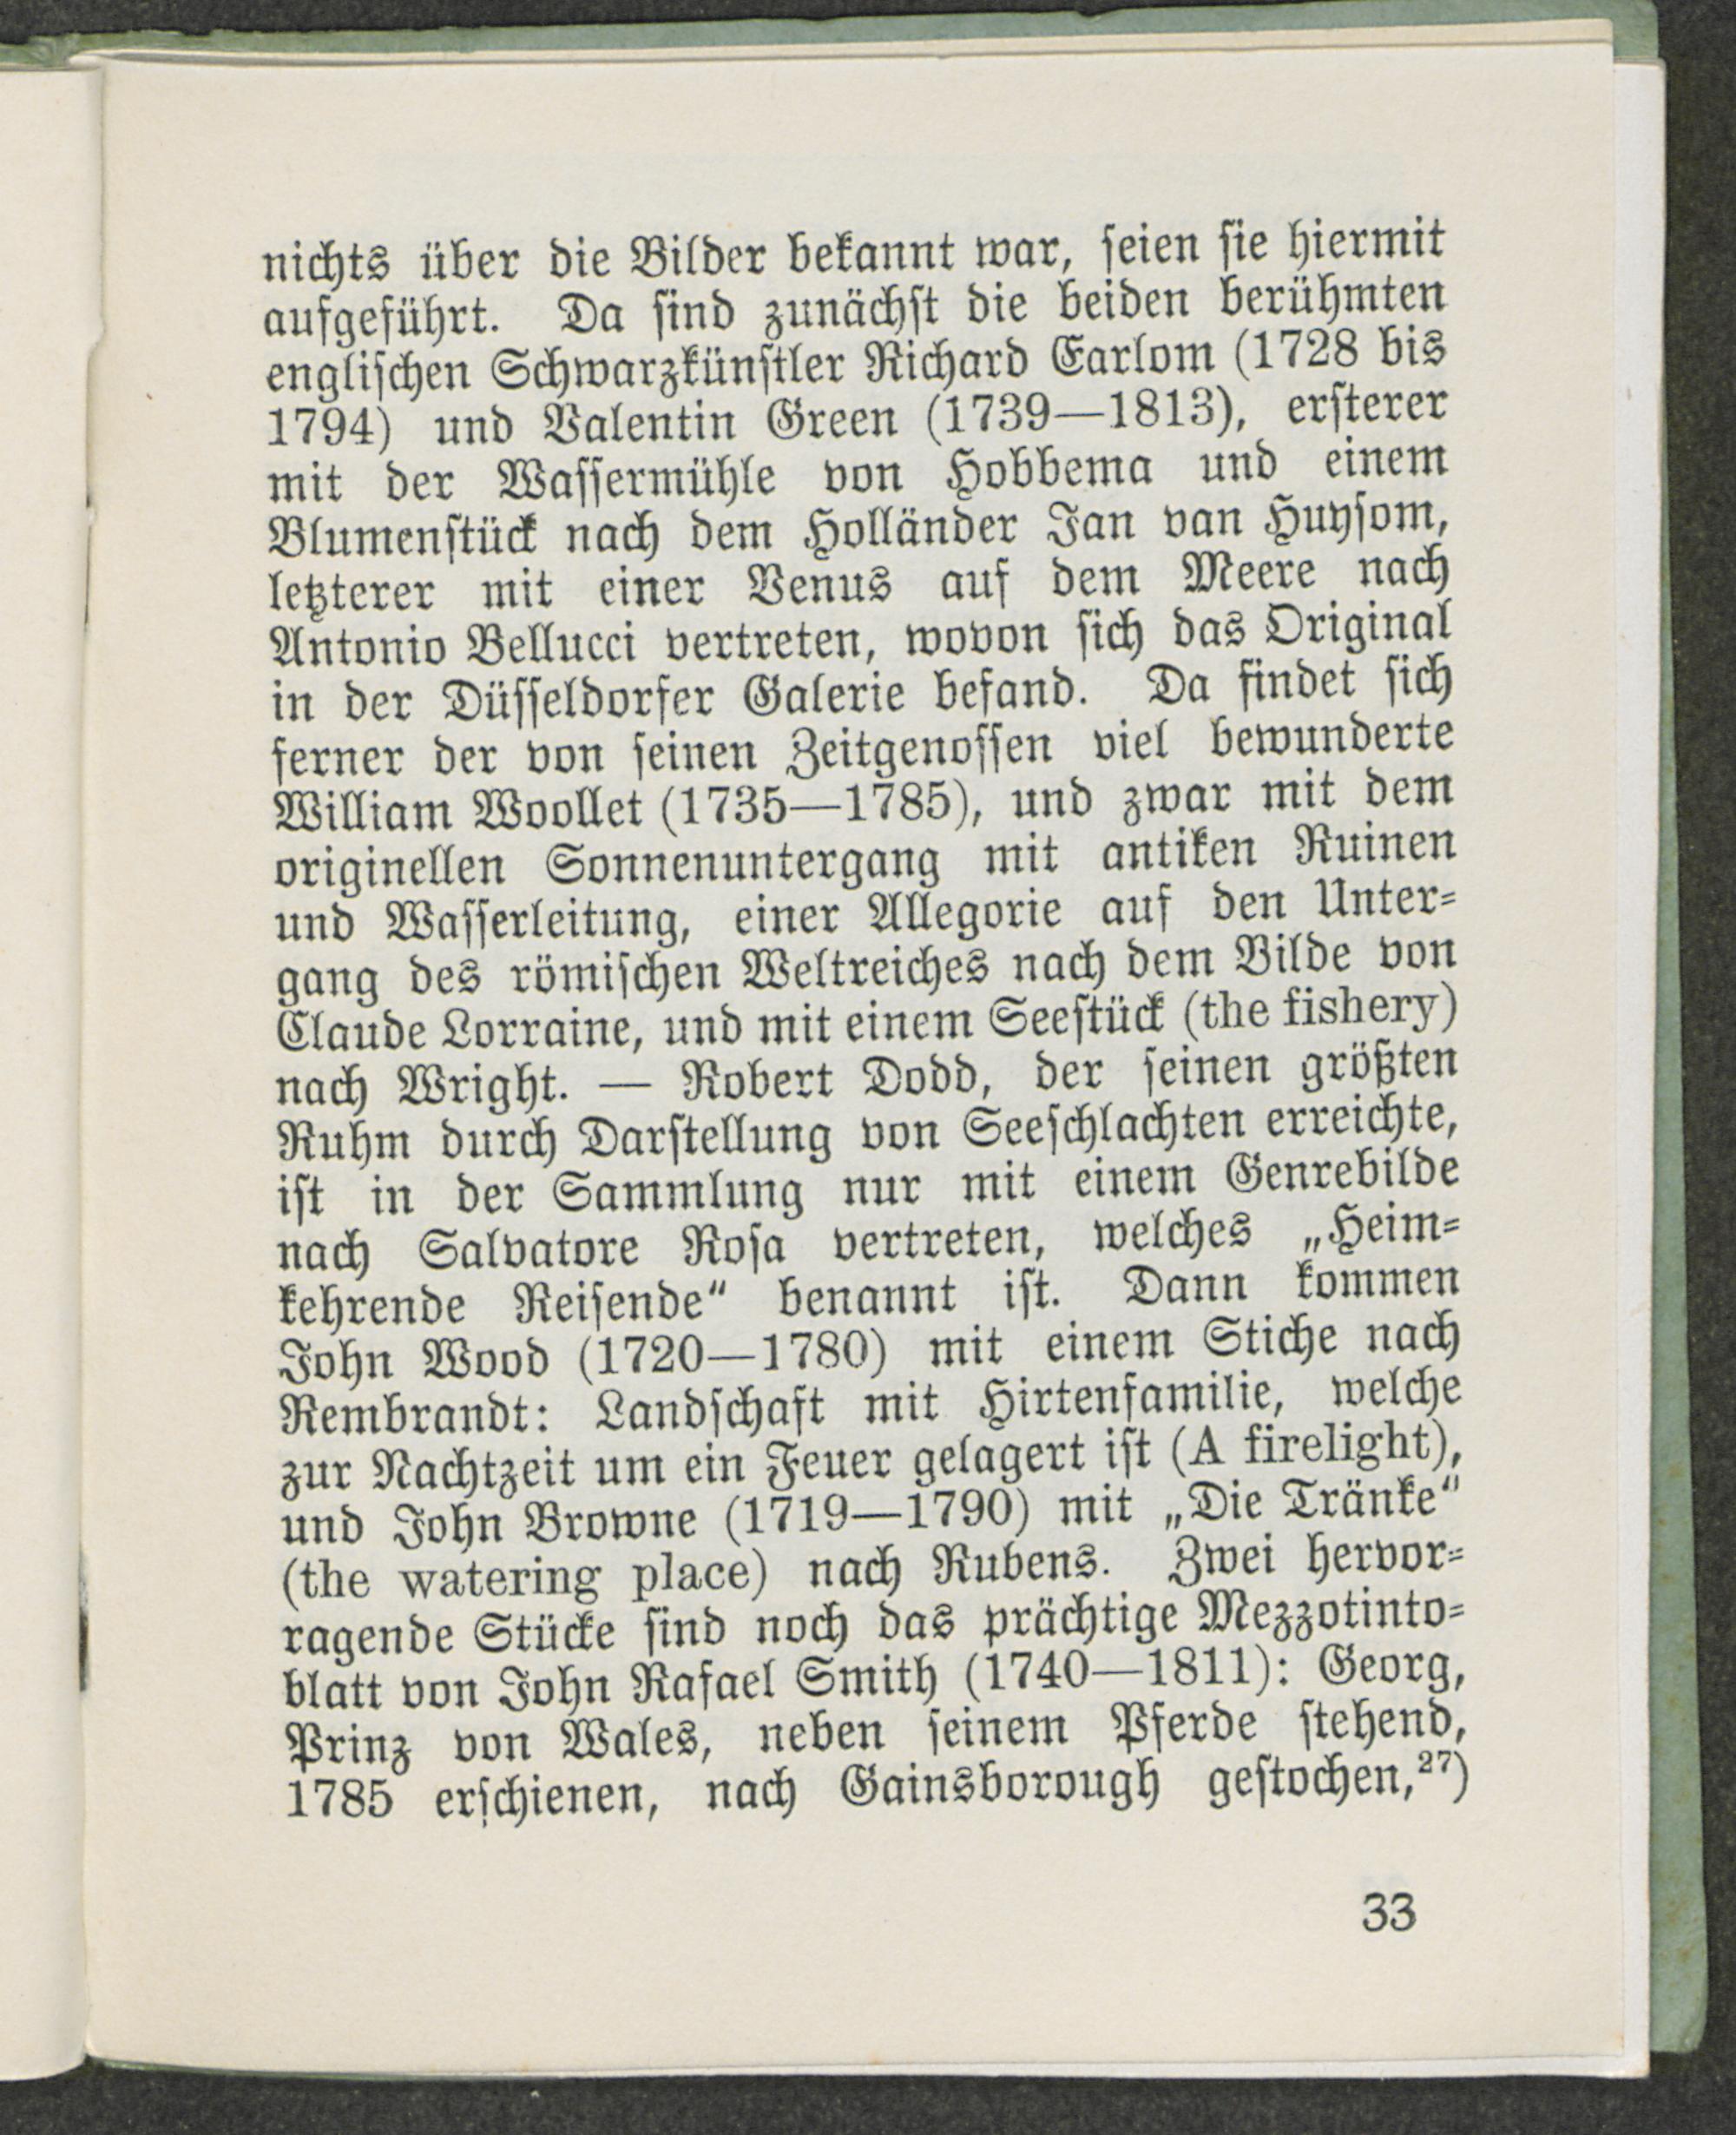 nichts über die Bilder bekannt war, ſeien ſie hiermit
aufgeführt. Da ſind zunächſt die beiden berühmten
engliſchen Schwarzkünſtler Richard Earlom (1728 bis
1794) und Valentin Green (1739—1813), erſterer
mit der Waſſermühle von Hobbema und einem
Blumenſtück nach dem Holländer Jan van Huyſom,
letzterer mit einer Venus auf dem Meere nach
Antonio Bellucci vertreten, wovon ſich das Original
in der Düſſeldorfer Galerie befand. Da findet ſich
ferner der von ſeinen Zeitgenoſſen viel bewunderte
William Woollet (1735—1785), und zwar mit dem
originellen Sonnenuntergang mit antiken Ruinen
und Waſſerleitung, einer Allegorie auf den Unter-
gang des römiſchen Weltreiches nach dem Bilde von
Claude Lorraine, und mit einem Seeſtück (the fishery)
nach Wright. — Robert Dodd, der ſeinen größten
Ruhm durch Darſtellung von Seeſchlachten erreichte,
iſt in der Sammlung nur mit einem Genrebilde
nach Salvatore Roſa vertreten, welches „Heim-
kehrende Reiſende“ benannt iſt. Dann kommen
John Wood (1720—1780) mit einem Stiche nach
Rembrandt: Landſchaft mit Hirtenfamilie, welche
zur Nachtzeit um ein Feuer gelagert iſt (A firelight),
und John Browne (1719—1790) mit „Die Tränke“
(the watering place) nach Rubens. Zwei hervor-
ragende Stücke ſind noch das prächtige Mezzotinto-
blatt von John Rafael Smith (1740—1811): Georg,
Prinz von Wales, neben ſeinem Pferde ſtehend,
1785 erſchienen, nach Gainsborough geſtochen,²⁷)
33